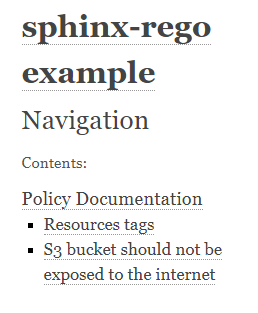 sphinx-rego
example
Navigation
Contents:
Policy Documentation
Resources tags
S3 bucket should not be
exposed to the internet